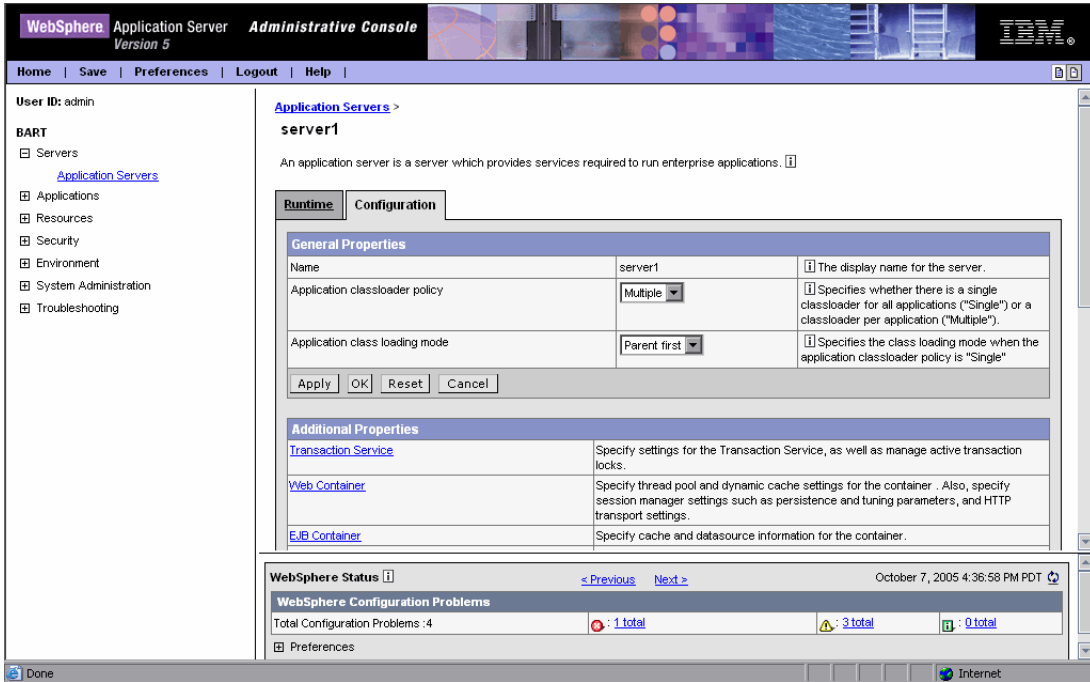 WebSphere Application Server Administrative Console
Version 5
IBM
Home | Save | Preferences | Logout | Help |
User ID: admin
BART
Servers
Application Servers
Applications
Resources
Security
Environment
System Administration
Troubleshooting
Application Servers >
server1
An application server is a server which provides services required to run enterprise applications.
Runtime Configuration
General Properties
Name server1 The display name for the server.
Application classloader policy Multiple Specifies whether there is a single
classloader for all applications ("Single") or a
classloader per application ("Multiple").
Application class loading mode Parent first Specifies the class loading mode when the
application classloader policy is "Single"
Apply OK Reset Cancel
Additional Properties
Transaction Service Specify settings for the Transaction Service, as well as manage active transaction
locks.
Web Container Specify thread pool and dynamic cache settings for the container . Also, specify
session manager settings such as persistence and tuning parameters, and HTTP
transport settings.
EJB Container Specify cache and datasource information for the container.
WebSphere Status < Previous Next > October 7, 2005 4:36:58 PM PDT
WebSphere Configuration Problems
Total Configuration Problems :4 : 1 total : 3 total : 0 total
Preferences
Done Internet